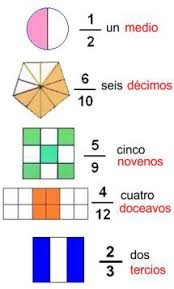 1
2
un medio
6
10
seis décimos
5
9
cinco
novenos
4
12
cuatro
doceavos
2
3
dos
tercios